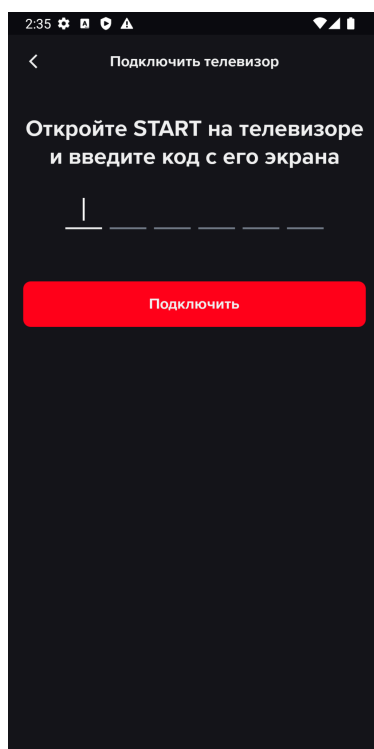 2:35
Подключить телевизор
Откройте START на телевизоре
и введите код с его экрана
Подключить